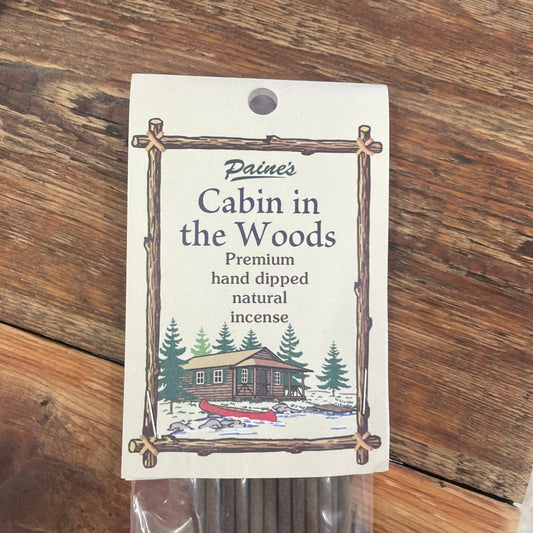 Paine's
Cabin in
the Woods
Premium
hand dipped
natural
incense